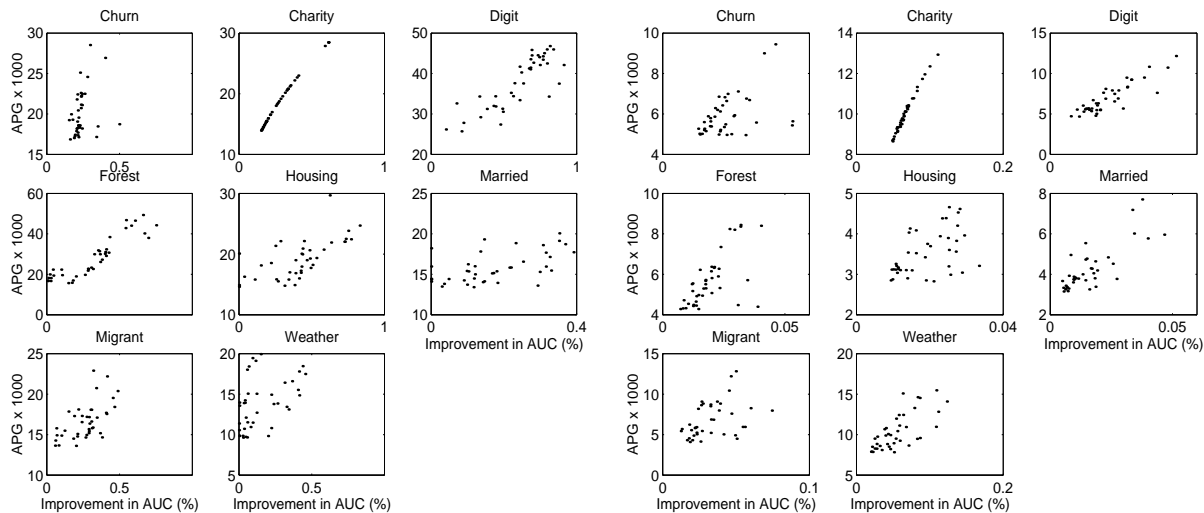 Churn Charity Digit Churn Charity Digit
30 30 50 10 14 15
25 40 8 12 10
20 20 30 6 10 5
15 10 20 4 8 0
0 0.5 0 1 0 1 0 0 0.2 0
APG x 1000 APG x 1000
Forest Housing Married Forest Housing Married
60 30 25 10 5 8
40 20 20 8 4 6
20 15 6 3 4
0 10 10 4 2 2
0 0 1 0 0.4 0 0.05 0 0.04 0 0.05
APG x 1000 APG x 1000
Improvement in AUC (%) Improvement in AUC (%)
Migrant Weather Migrant Weather
25 20 15 20
20 15 10 15
15 10 5 10
10 5 0 5
0 0.5 0 0.5 0 0.1 0 0.2
APG x 1000 APG x 1000
Improvement in AUC (%) Improvement in AUC (%) Improvement in AUC (%) Improvement in AUC (%)